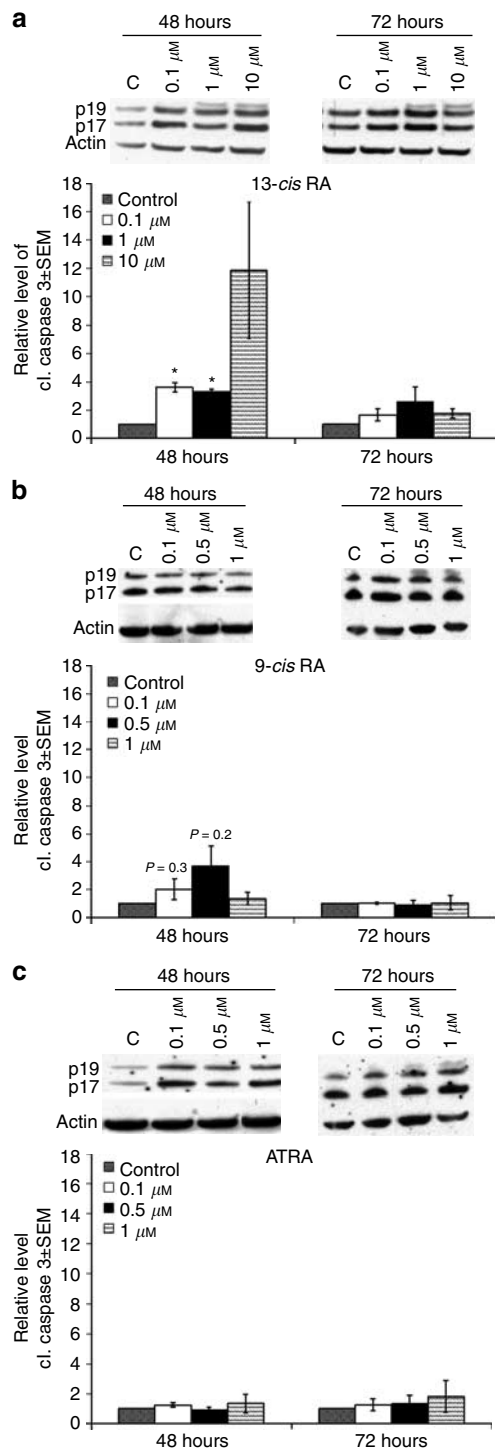 a
48 hours 72 hours
C 0.1 μM 1 μM 10 μM C 0.1 μM 1 μM 10 μM
p19
p17
Actin
13-cis RA
Control
0.1 μM
1 μM
10 μM
Relative level of
cl. caspase 3±SEM
18
16
14
12
10
8
6
4
2
0
* *
48 hours 72 hours
b
48 hours 72 hours
C 0.1 μM 0.5 μM 1 μM C 0.1 μM 0.5 μM 1 μM
p19
p17
Actin
9-cis RA
Control
0.1 μM
0.5 μM
1 μM
Relative level
cl. caspase 3±SEM
18
16
14
12
10
8
6
4
2
0
P = 0.3 P = 0.2
48 hours 72 hours
c
48 hours 72 hours
C 0.1 μM 0.5 μM 1 μM C 0.1 μM 0.5 μM 1 μM
p19
p17
Actin
ATRA
Control
0.1 μM
0.5 μM
1 μM
Relative level
cl. caspase 3±SEM
18
16
14
12
10
8
6
4
2
0
48 hours 72 hours